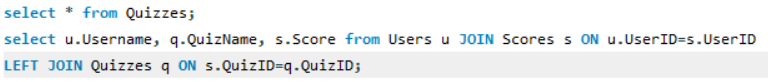 select * from Quizzes;
select u.Username, q.QuizName, s.Score from Users u JOIN Scores s ON u.UserID=s.UserID
LEFT JOIN Quizzes q ON s.QuizID=q.QuizID;